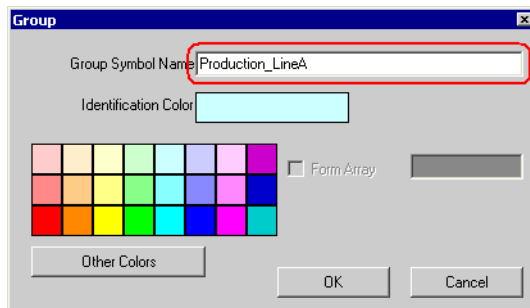 Group
Group Symbol Name Production_LineA
Identification Color
Form Array
Other Colors
OK Cancel